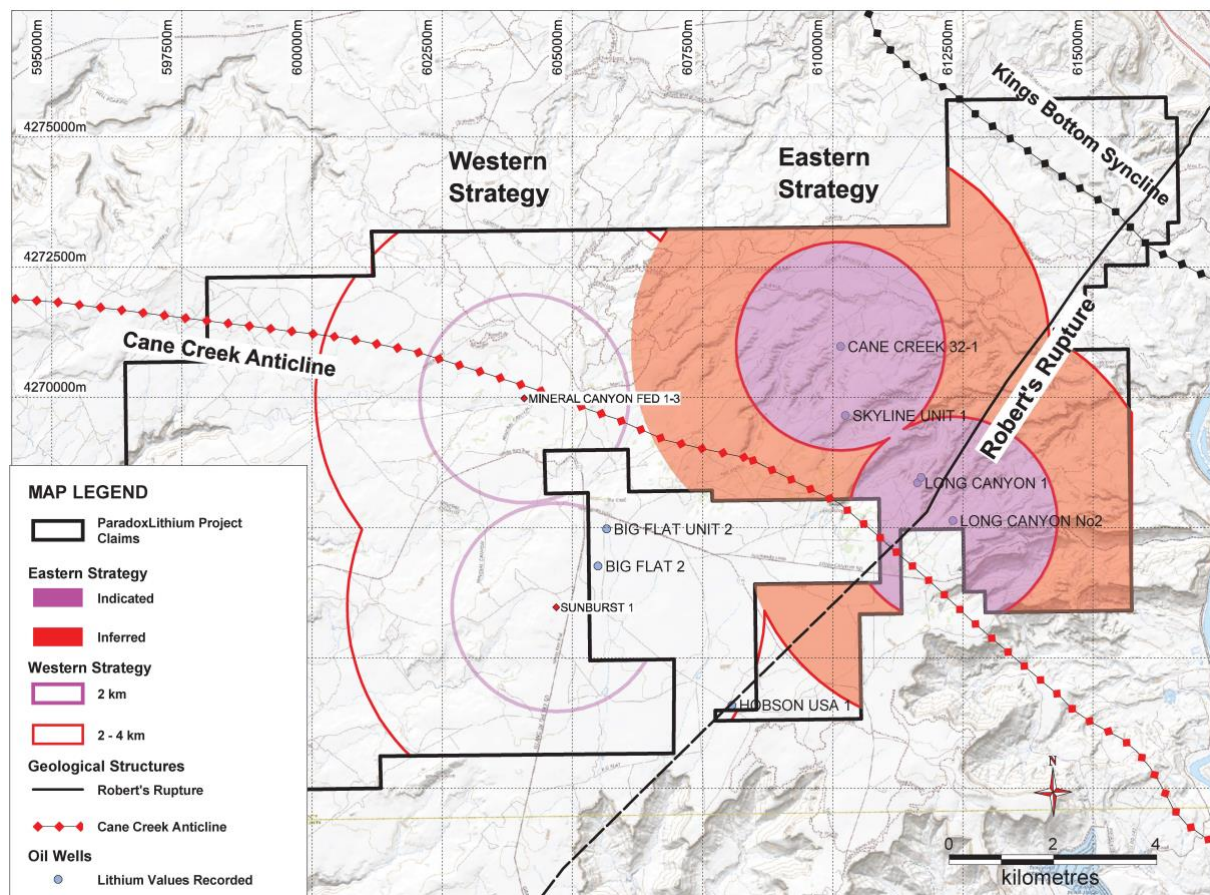 595000m
597500m
600000m
602500m
605000m
607500m
610000m
612500m
615000m
4275000m
4272500m
4270000m
Western
Strategy
Eastern
Strategy
Kings Bottom Syncline
Cane Creek Anticline
Robert's Rupture
CANE CREEK 32-1
MINERAL CANYON FED 1-3
SKYLINE UNIT 1
LONG CANYON 1
LONG CANYON No2
BIG FLAT UNIT 2
BIG FLAT 2
SUNBURST 1
HOBSON USA 1
MAP LEGEND
ParadoxLithium Project
Claims
Eastern Strategy
Indicated
Inferred
Western Strategy
2 km
2 - 4 km
Geological Structures
Robert's Rupture
Cane Creek Anticline
Oil Wells
Lithium Values Recorded
N
0 2 4
kilometres